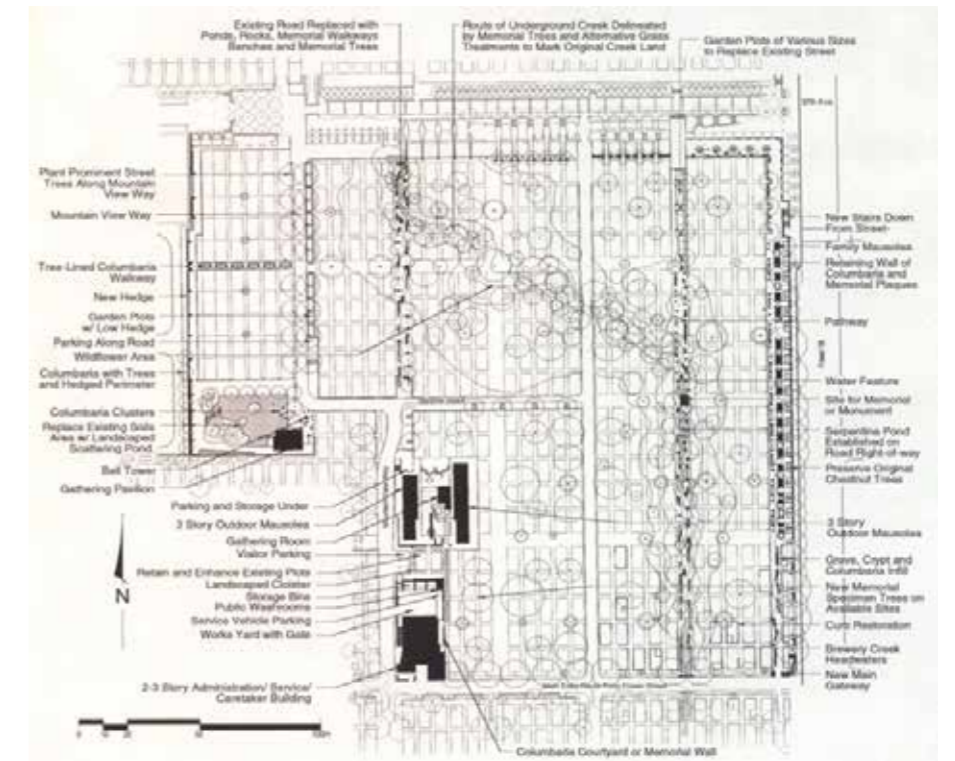 Existing Road Replaced with
Ponds, Rocks, Memorial Walkways
Benches and Memorial Trees
Route of Underground Creek Delineated
by Memorial Trees and Alternative Grass
Treatments to Mark Original Creek Land
Garden Plots of Various Sizes
to Replace Existing Street
Plant Prominent Street
Trees Along Mountain
View Way
Mountain View Way
Tree-Lined Columbaria
Walkway
New Hedge
Garden Plots
w/ Low Hedge
Parking Along Road
Wildflower Area
Columbaria with Trees
and Hedged Perimeter
Columbaria Clusters
Replace Existing Soils
Area w/ Landscaped
Scattering Pond
Bell Tower
Gathering Pavilion
Parking and Storage Under
3 Story Outdoor Mausolea
Gathering Room
Visitor Parking
Retain and Enhance Existing Plots
Landscaped Cloister
Storage Bins
Public Washrooms
Service Vehicle Parking
Works Yard with Gate
2-3 Story Administration/ Service/
Caretaker Building
N
Columbaria Courtyard or Memorial Wall
New Stairs Down
From Street
Family Mausolea
Retaining Wall of
Columbaria and
Memorial Plaques
Pathway
Water Feature
Site for Memorial
or Monument
Serpentine Pond
Established on
Road Right-of-way
Preserve Original
Chestnut Trees
3 Story
Outdoor Mausolea
Grave, Crypt and
Columbaria Infill
New Memorial
Specimen Trees on
Available Sites
Curb Restoration
Brewery Creek
Headwaters
New Main
Gateway